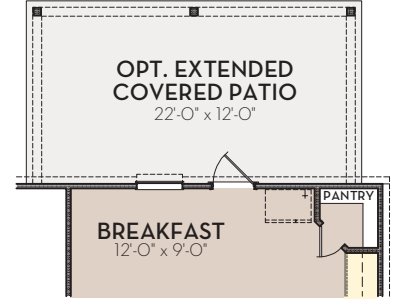 OPT. EXTENDED
COVERED PATIO
22'-0" x 12'-0"
PANTRY
BREAKFAST
12'-0" x 9'-0"